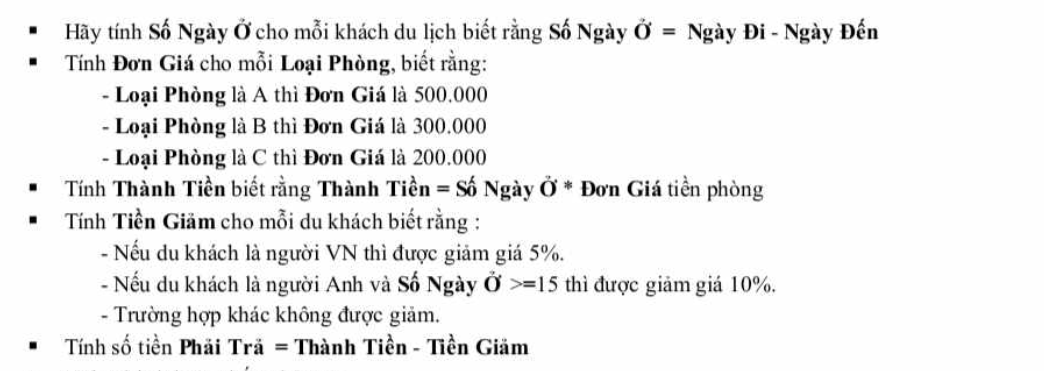 ▪ Hãy tính Số Ngày Ở cho mỗi khách du lịch biết rằng Số Ngày Ở = Ngày Đi - Ngày Đến
▪ Tính Đơn Giá cho mỗi Loại Phòng, biết rằng:
- Loại Phòng là A thì Đơn Giá là 500.000
- Loại Phòng là B thì Đơn Giá là 300.000
- Loại Phòng là C thì Đơn Giá là 200.000
▪ Tính Thành Tiền biết rằng Thành Tiền = Số Ngày Ở * Đơn Giá tiền phòng
▪ Tính Tiền Giảm cho mỗi du khách biết rằng :
- Nếu du khách là người VN thì được giảm giá 5%.
- Nếu du khách là người Anh và Số Ngày Ở >=15 thì được giảm giá 10%.
- Trường hợp khác không được giảm.
▪ Tính số tiền Phải Trả = Thành Tiền - Tiền Giảm